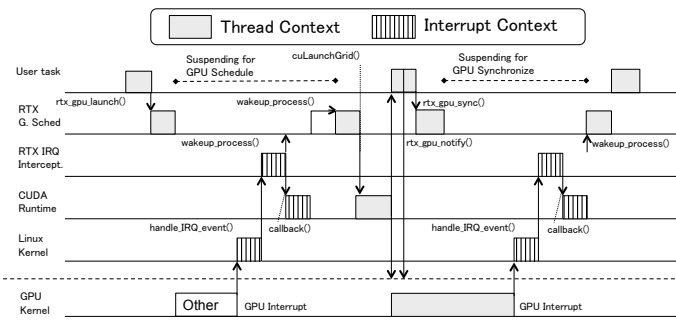 Thread Context
Interrupt Context
cuLaunchGrid()
Suspending for
GPU Schedule
Suspending for
GPU Synchronize
User task
rtx_gpu_launch()
wakeup_process()
rtx_gpu_sync()
RTX
G. Sched
wakeup_process()
rtx_gpu_notify()
wakeup_process()
RTX IRQ
Intercept.
CUDA
Runtime
handle_IRQ_event()
callback()
handle_IRQ_event()
callback()
Linux
Kernel
GPU
Kernel
Other
GPU Interrupt
GPU Interrupt